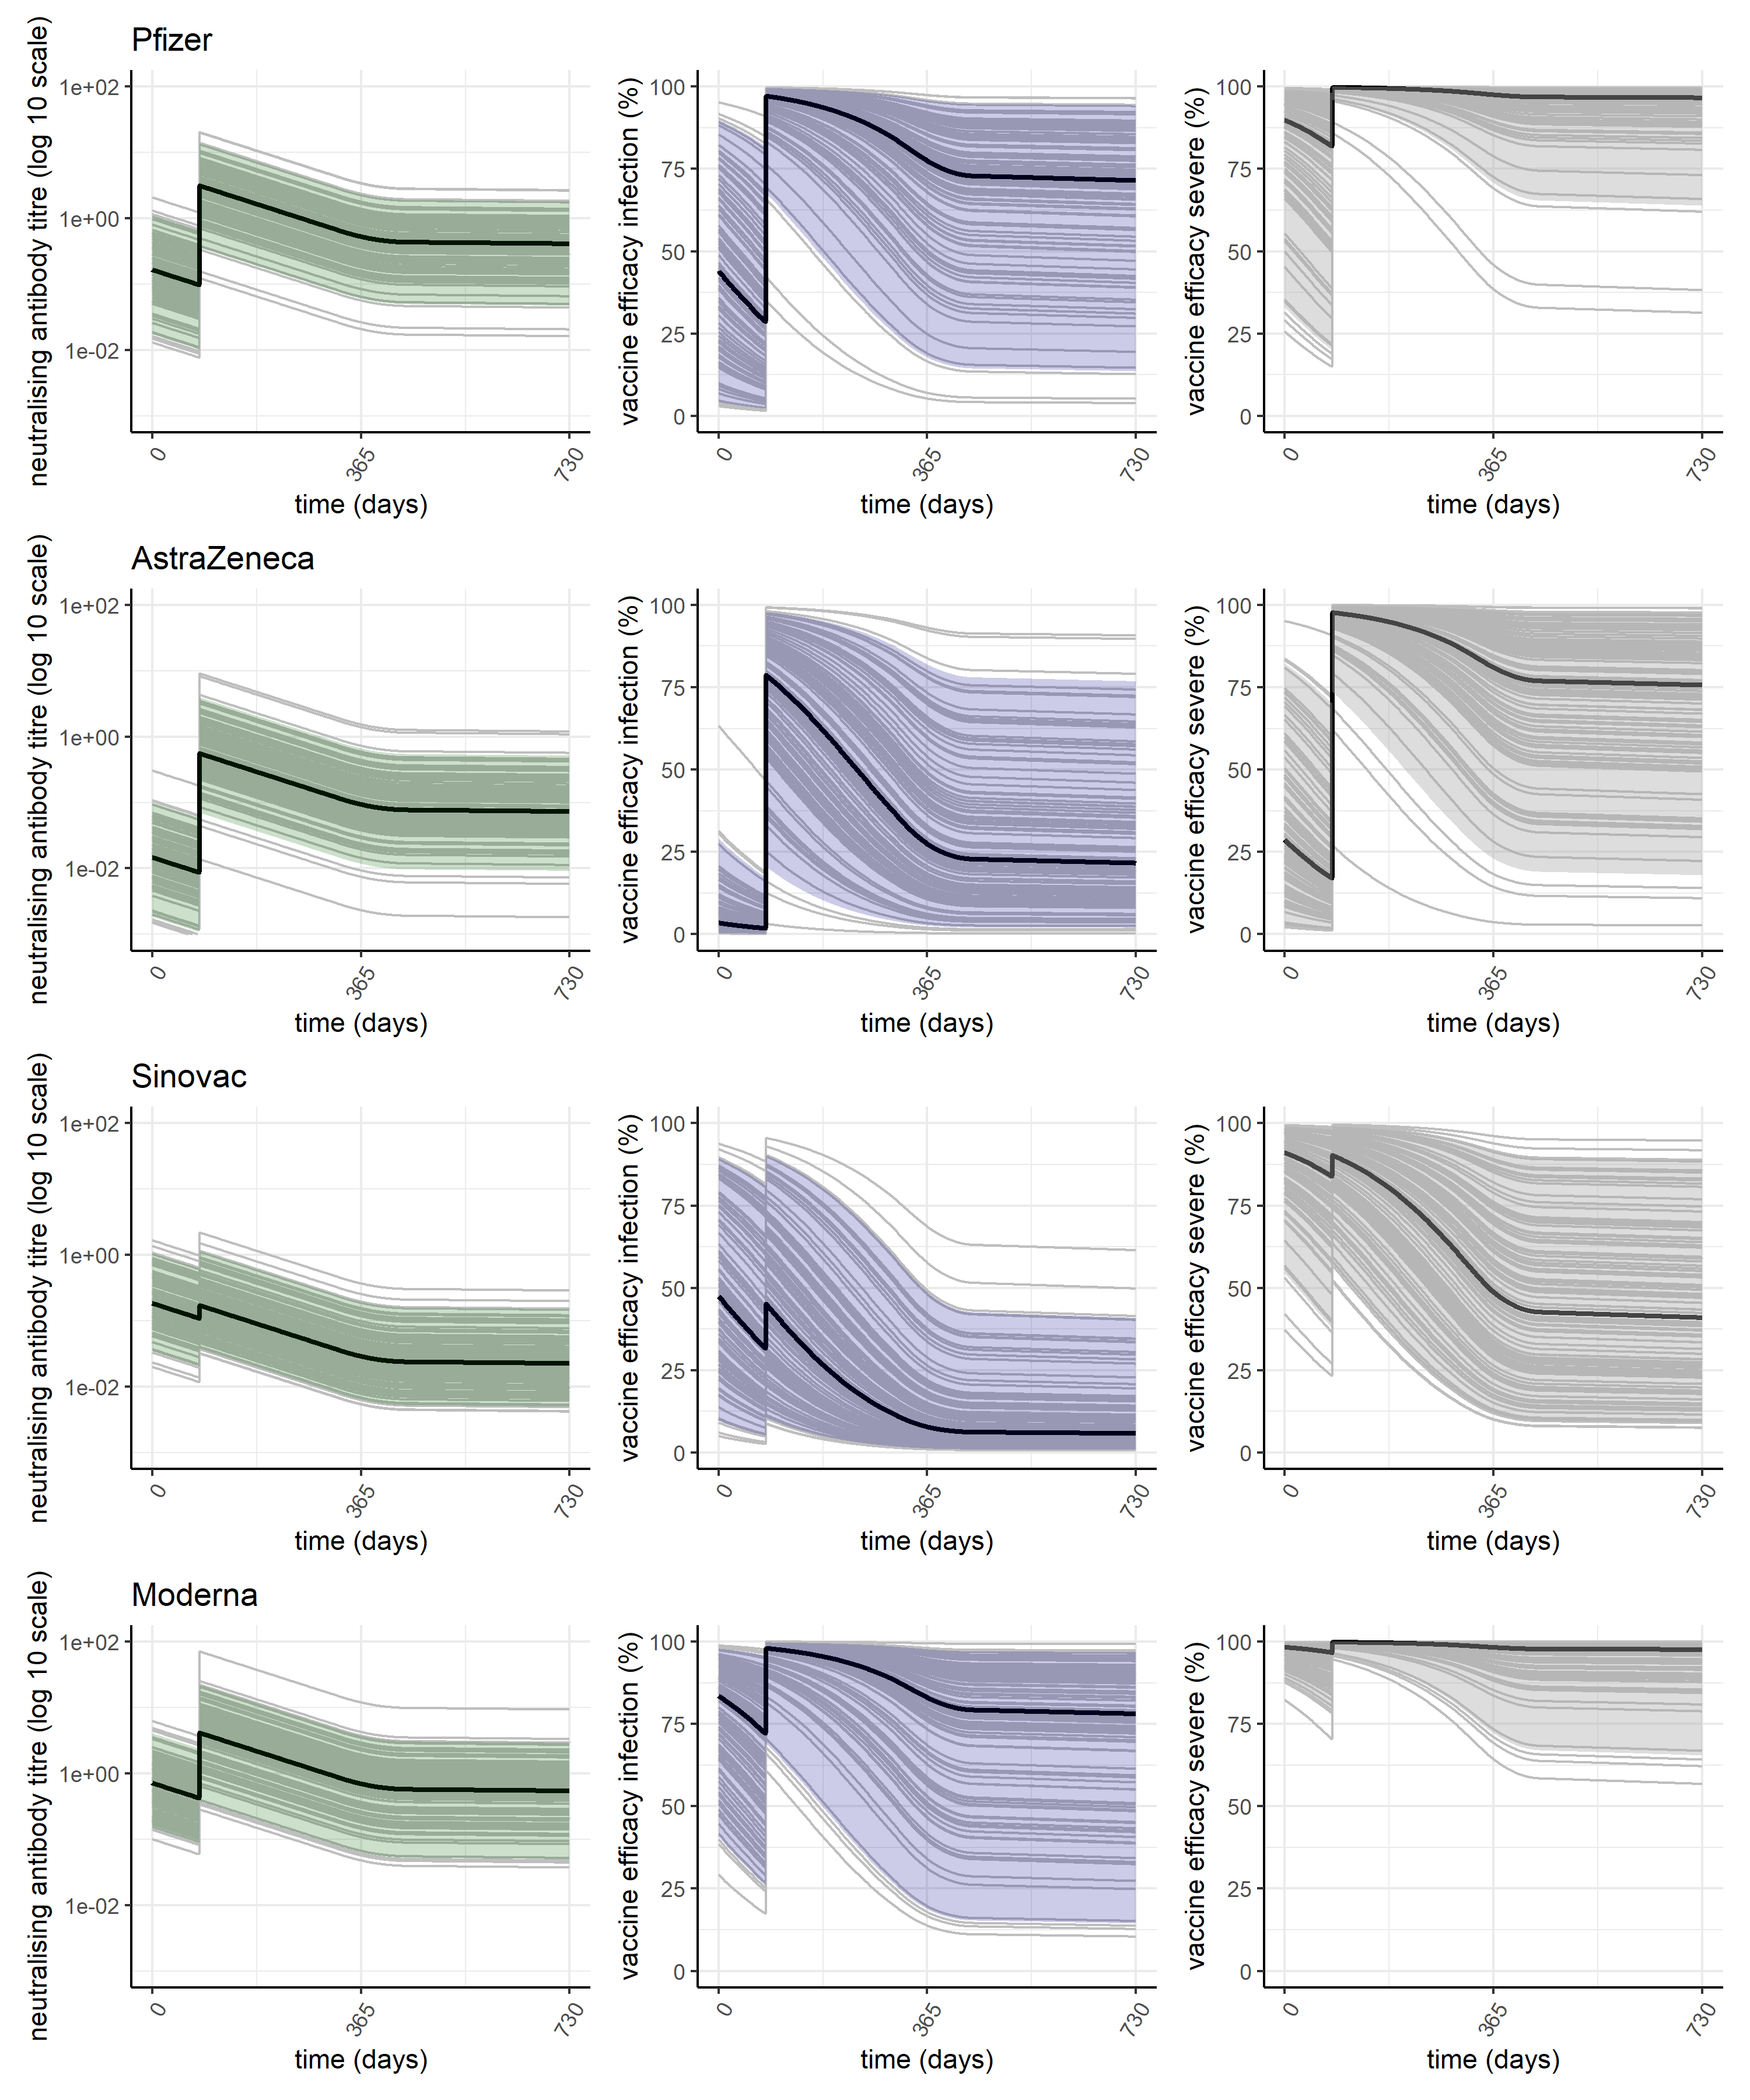 Pfizer
neutralising antibody titre (log 10 scale)
1e+02
1e+00
1e-02
0
365
730
time (days)
vaccine efficacy infection (%)
100
75
50
25
0
0
365
730
time (days)
vaccine efficacy severe (%)
100
75
50
25
0
0
365
730
time (days)
AstraZeneca
neutralising antibody titre (log 10 scale)
1e+02
1e+00
1e-02
0
365
730
time (days)
vaccine efficacy infection (%)
100
75
50
25
0
0
365
730
time (days)
vaccine efficacy severe (%)
100
75
50
25
0
0
365
730
time (days)
Sinovac
neutralising antibody titre (log 10 scale)
1e+02
1e+00
1e-02
0
365
730
time (days)
vaccine efficacy infection (%)
100
75
50
25
0
0
365
730
time (days)
vaccine efficacy severe (%)
100
75
50
25
0
0
365
730
time (days)
Moderna
neutralising antibody titre (log 10 scale)
1e+02
1e+00
1e-02
0
365
730
time (days)
vaccine efficacy infection (%)
100
75
50
25
0
0
365
730
time (days)
vaccine efficacy severe (%)
100
75
50
25
0
0
365
730
time (days)